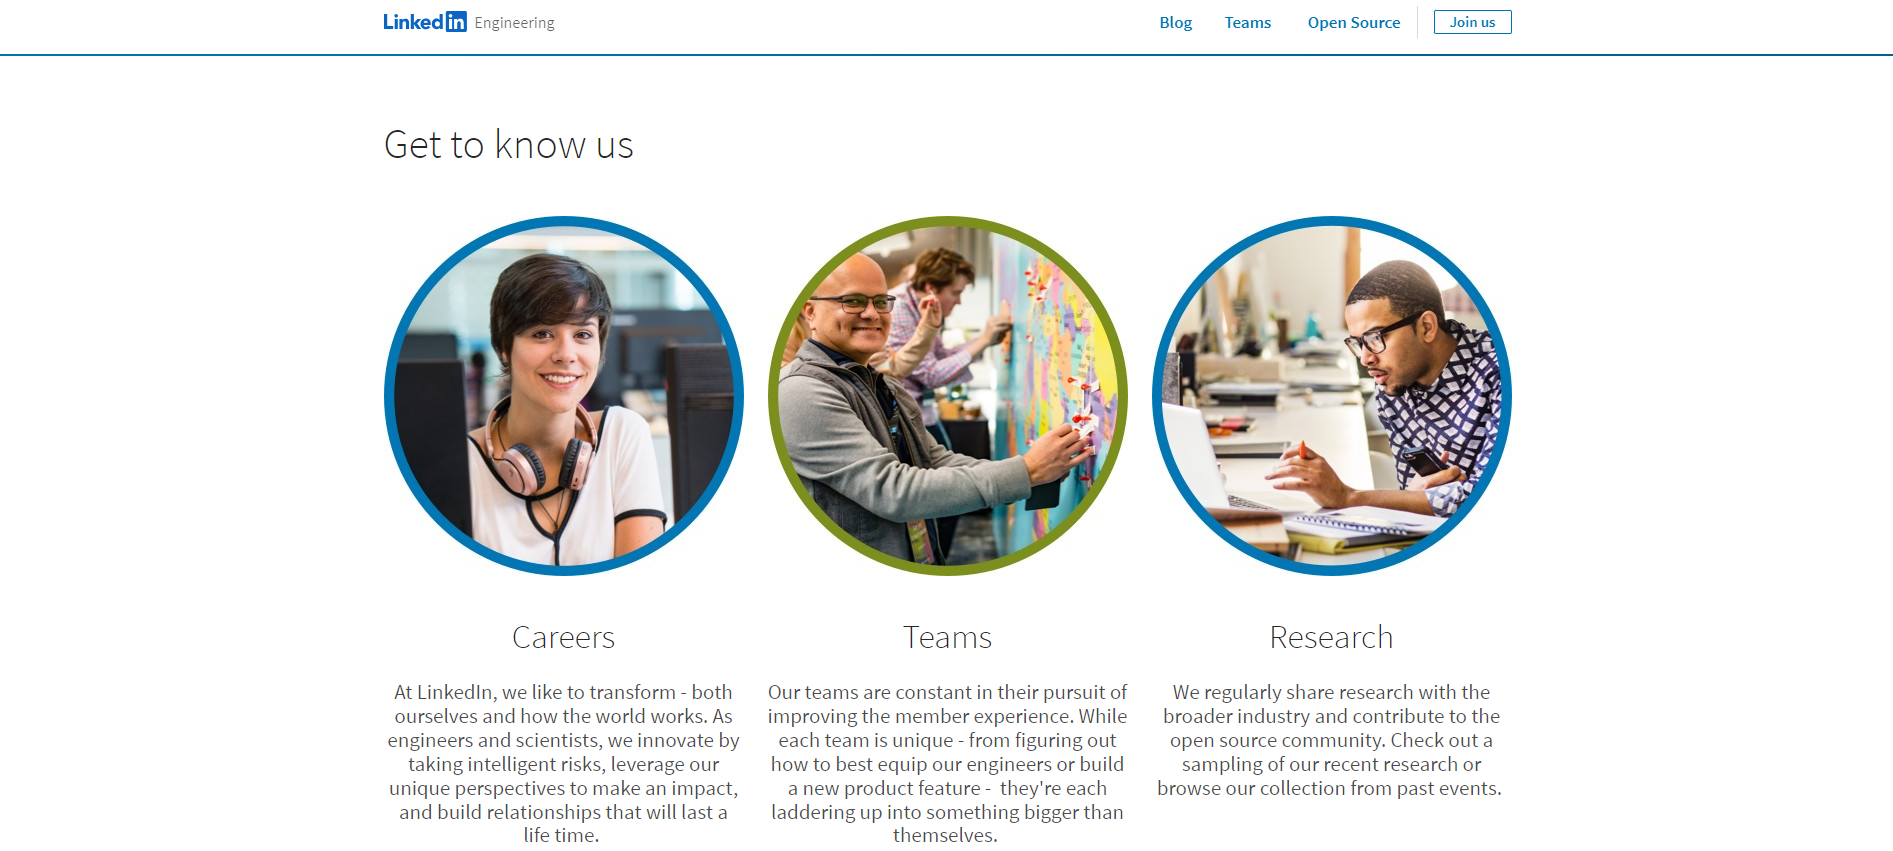 LinkedIn Engineering
Blog
Teams
Open Source
Join us
Get to know us
Careers
At LinkedIn, we like to transform - both
ourselves and how the world works. As
engineers and scientists, we innovate by
taking intelligent risks, leverage our
unique perspectives to make an impact,
and build relationships that will last a
life time.
Teams
Our teams are constant in their pursuit of
improving the member experience. While
each team is unique - from figuring out
how to best equip our engineers or build
a new product feature -  they're each
laddering up into something bigger than
themselves.
Research
We regularly share research with the
broader industry and contribute to the
open source community. Check out a
sampling of our recent research or
browse our collection from past events.